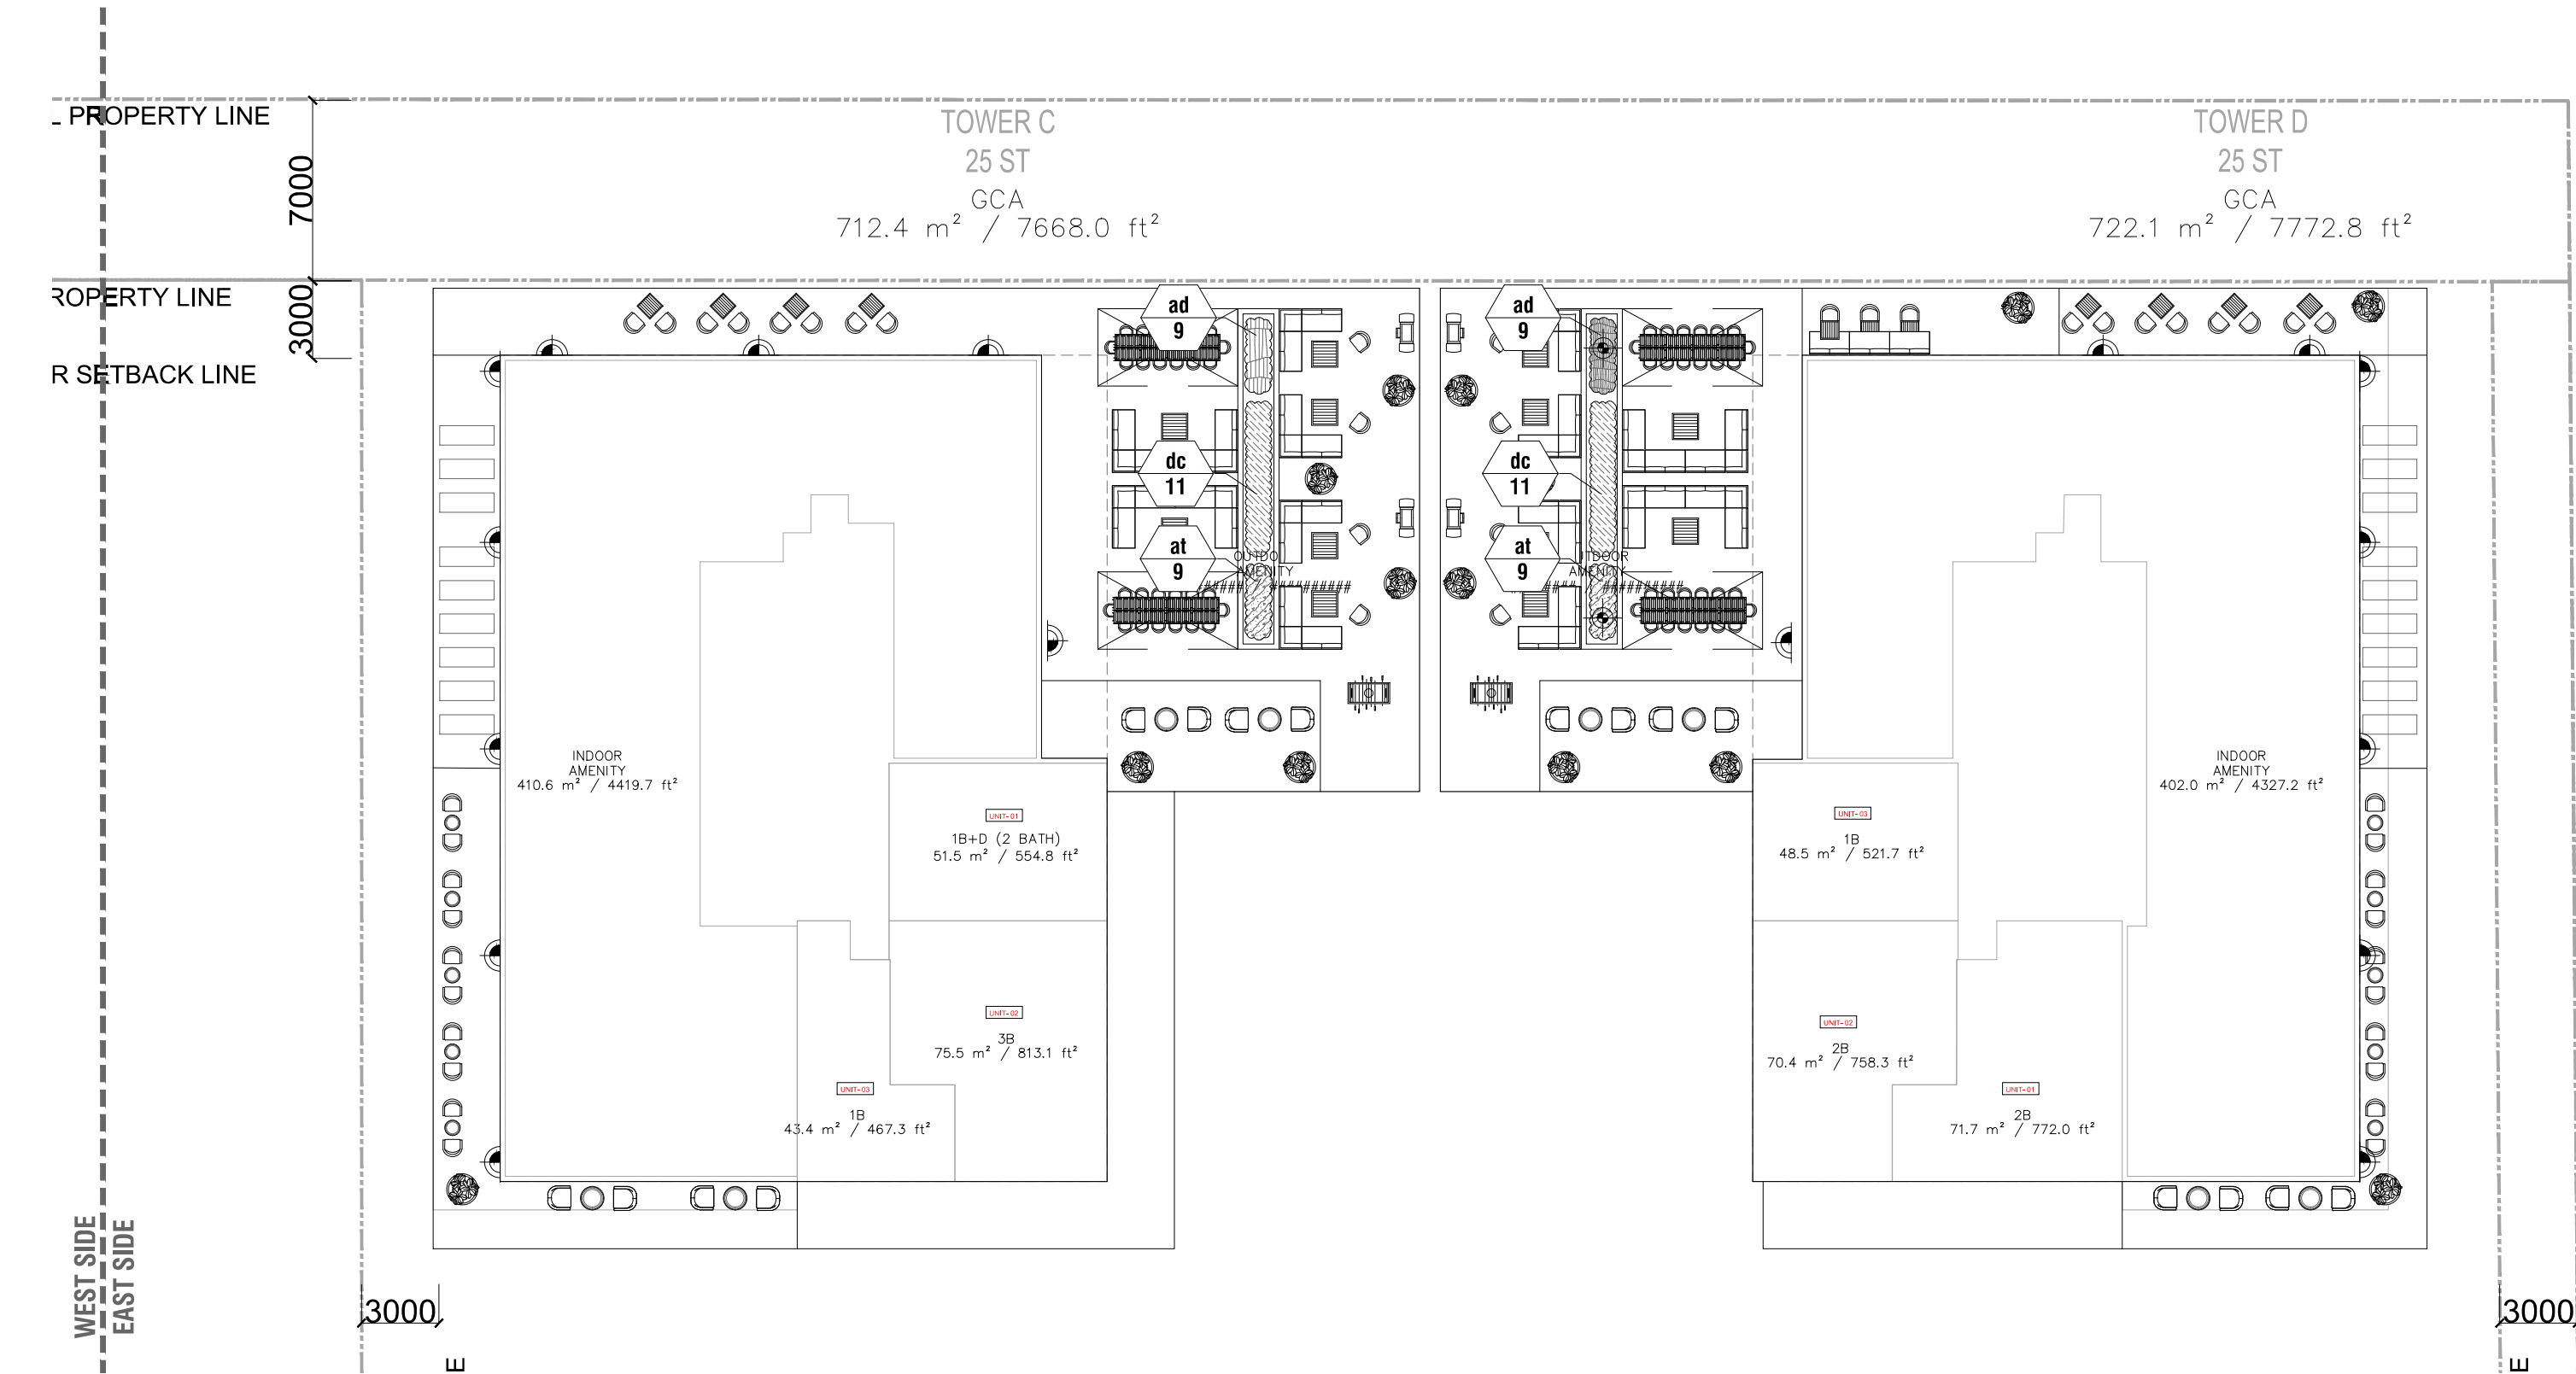 L PROPERTY LINE
ROPERTY LINE
R SETBACK LINE
7000
3000
TOWER C
25 ST
GCA
712.4 m² / 7668.0 ft²
TOWER D
25 ST
GCA
722.1 m² / 7772.8 ft²
ad
9
dc
11
at
9
ad
9
dc
11
at
9
AMENITY
AMENITY
INDOOR
AMENITY
410.6 m² / 4419.7 ft²
UNIT-01
1B+D (2 BATH)
51.5 m² / 554.8 ft²
UNIT-02
3B
75.5 m² / 813.1 ft²
UNIT-03
1B
43.4 m² / 467.3 ft²
UNIT-03
1B
48.5 m² / 521.7 ft²
UNIT-02
2B
70.4 m² / 758.3 ft²
UNIT-01
2B
71.7 m² / 772.0 ft²
INDOOR
AMENITY
402.0 m² / 4327.2 ft²
WEST SIDE
EAST SIDE
3000
3000
E
E